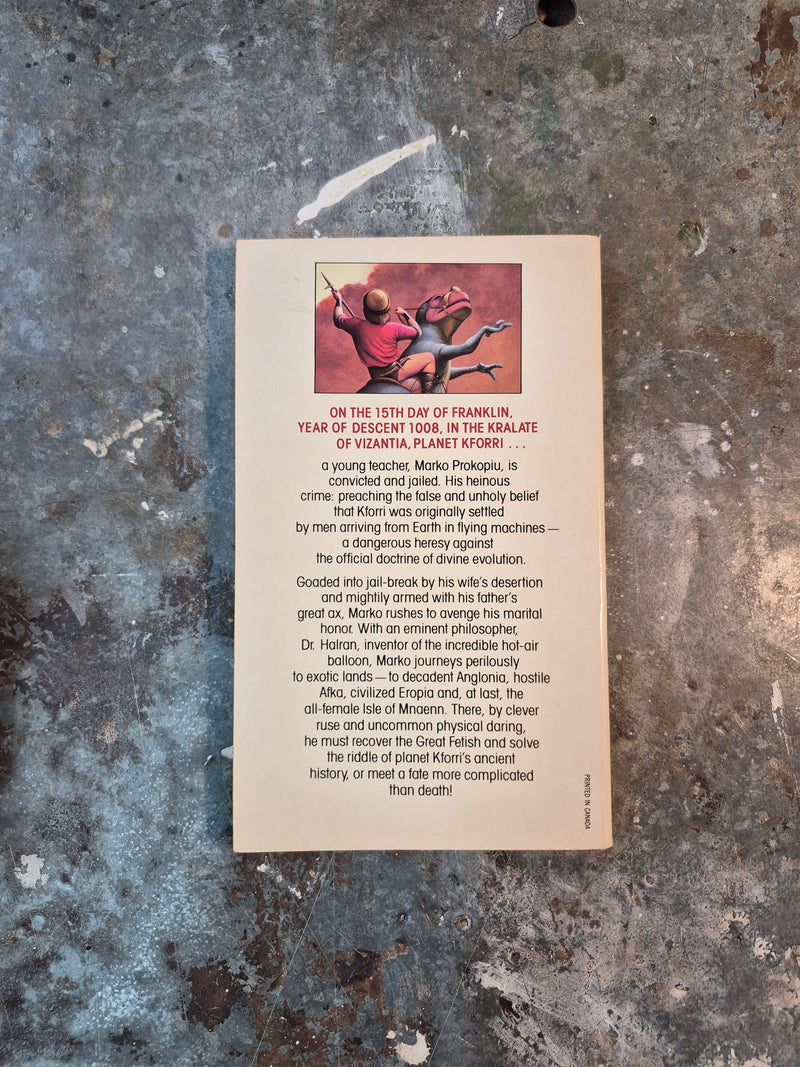 ON THE 15TH DAY OF FRANKLIN,
YEAR OF DESCENT 1008, IN THE KRALATE
OF VIZANTIA, PLANET KFORRI . . .
a young teacher, Marko Prokopiu, is
convicted and jailed. His heinous
crime: preaching the false and unholy belief
that Kforri was originally settled
by men arriving from Earth in flying machines—
a dangerous heresy against
the official doctrine of divine evolution.
Goaded into jail-break by his wife's desertion
and mightily armed with his father's
great ax, Marko rushes to avenge his marital
honor. With an eminent philosopher,
Dr. Halran, inventor of the incredible hot-air
balloon, Marko journeys perilously
to exotic lands—to decadent Anglonia, hostile
Afka, civilized Eropia and, at last, the
all-female Isle of Mnaenn. There, by clever
ruse and uncommon physical daring,
he must recover the Great Fetish and solve
the riddle of planet Kforri's ancient
history, or meet a fate more complicated
than death!
PRINTED IN CANADA